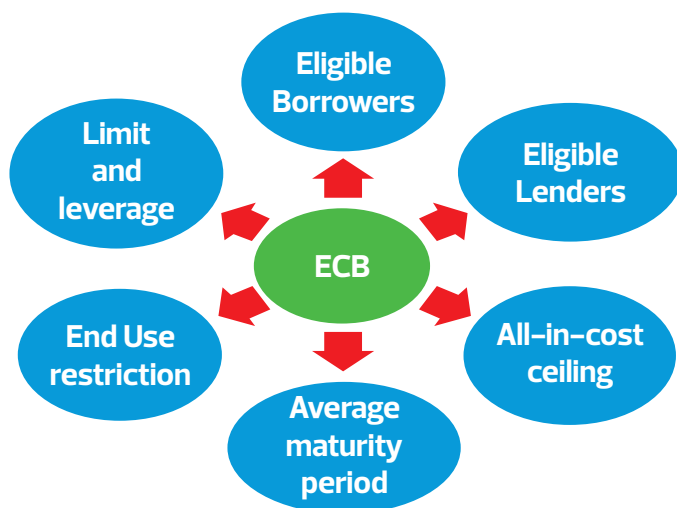 Eligible
Borrowers
Limit
and
leverage
Eligible
Lenders
ECB
End Use
restriction
All-in-cost
ceiling
Average
maturity
period